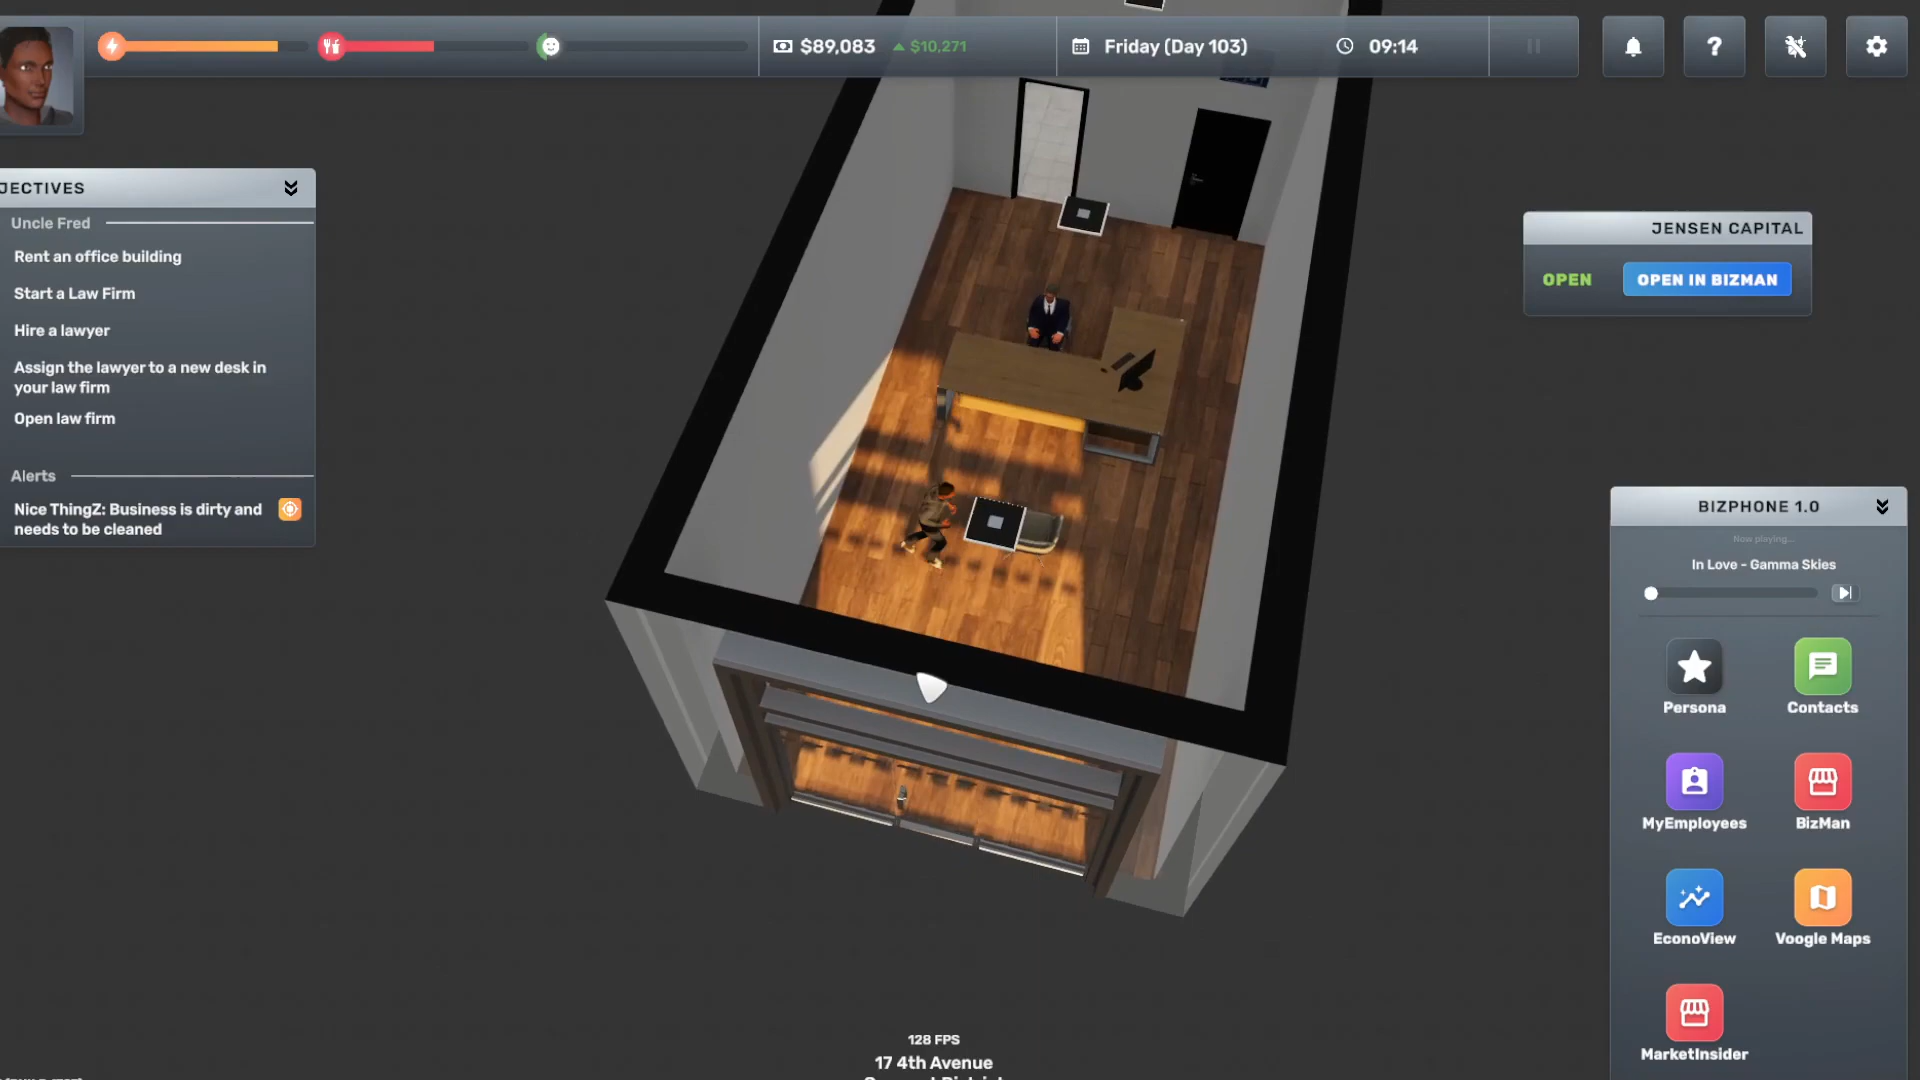 $89,083
$10,271
Friday (Day 103)
09:14
?
JECTIVES
Uncle Fred
Rent an office building
Start a Law Firm
Hire a lawyer
Assign the lawyer to a new desk in
your law firm
Open law firm
Alerts
Nice ThingZ: Business is dirty and
needs to be cleaned
JENSEN CAPITAL
OPEN
OPEN IN BIZMAN
BIZPHONE 1.0
Now playing...
In Love - Gamma Skies
Persona
Contacts
MyEmployees
BizMan
EconoView
Voogle Maps
MarketInsider
128 FPS
17 4th Avenue